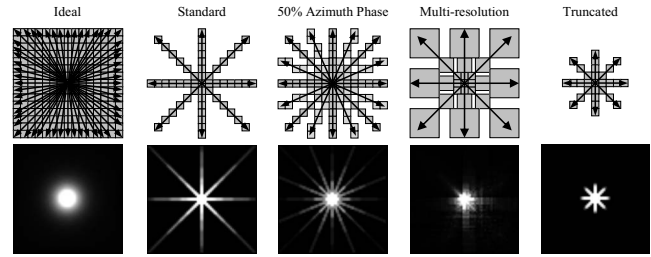 Ideal
Standard
50% Azimuth Phase
Multi-resolution
Truncated